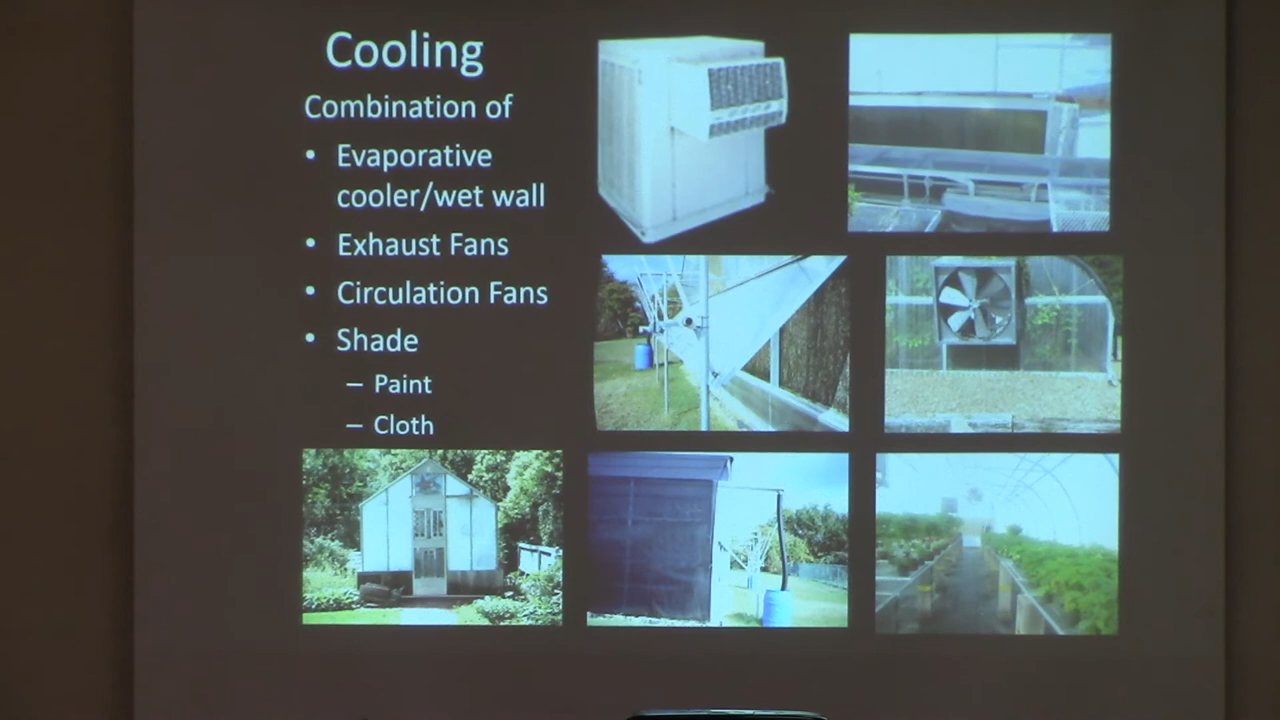 Cooling
Combination of
• Evaporative
cooler/wet wall
• Exhaust Fans
• Circulation Fans
• Shade
– Paint
– Cloth